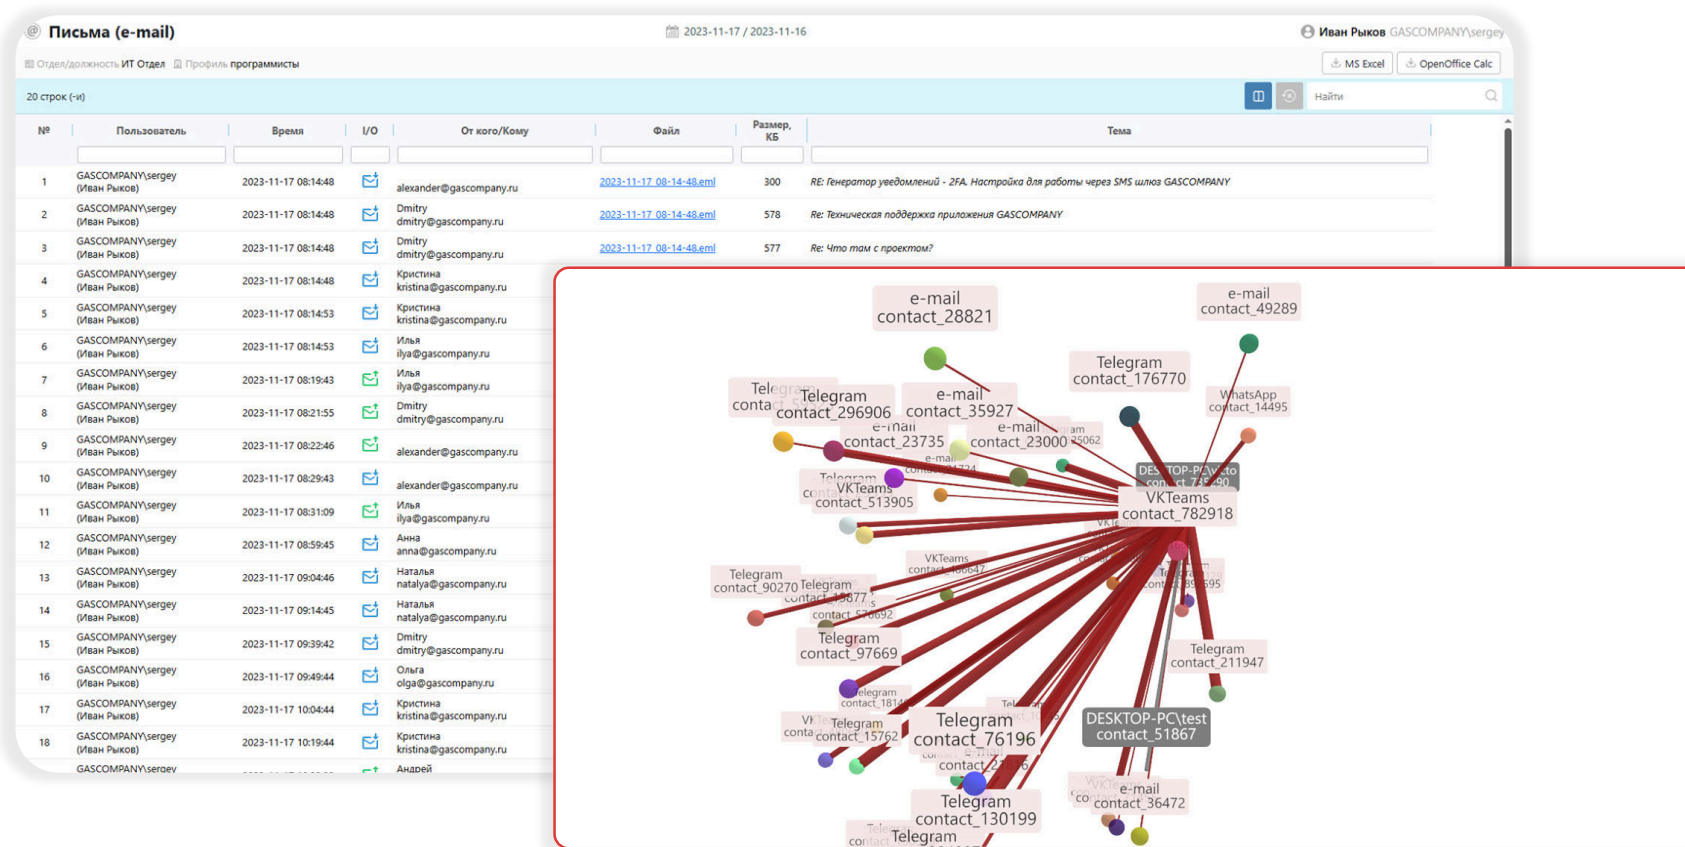 Письма (e-mail)
2023-11-17 / 2023-11-16
Иван Рыков GASCOMPANY\sergey
Отдел/должность ИТ Отдел Профиль программисты
MS Excel
OpenOffice Calc
20 строк (-и)
Найти
№ Пользователь Время I/O От кого/Кому Файл Размер, КБ Тема
1 GASCOMPANY\sergey (Иван Рыков) 2023-11-17 08:14:48 alexander@gascompany.ru 2023-11-17_08-14-48.eml 300 RE: Генератор уведомлений - 2FA. Настройка для работы через SMS шлюз GASCOMPANY
2 GASCOMPANY\sergey (Иван Рыков) 2023-11-17 08:14:48 Dmitry dmitry@gascompany.ru 2023-11-17_08-14-48.eml 578 Re: Техническая поддержка приложения GASCOMPANY
3 GASCOMPANY\sergey (Иван Рыков) 2023-11-17 08:14:48 Dmitry dmitry@gascompany.ru 2023-11-17_08-14-48.eml 577 Re: Что там с проектом?
4 GASCOMPANY\sergey (Иван Рыков) 2023-11-17 08:14:48 Кристина kristina@gascompany.ru
5 GASCOMPANY\sergey (Иван Рыков) 2023-11-17 08:14:53 Кристина kristina@gascompany.ru
6 GASCOMPANY\sergey (Иван Рыков) 2023-11-17 08:14:53 Илья ilya@gascompany.ru
7 GASCOMPANY\sergey (Иван Рыков) 2023-11-17 08:19:43 Илья ilya@gascompany.ru
8 GASCOMPANY\sergey (Иван Рыков) 2023-11-17 08:21:55 Dmitry dmitry@gascompany.ru
9 GASCOMPANY\sergey (Иван Рыков) 2023-11-17 08:22:46 alexander@gascompany.ru
10 GASCOMPANY\sergey (Иван Рыков) 2023-11-17 08:29:43 alexander@gascompany.ru
11 GASCOMPANY\sergey (Иван Рыков) 2023-11-17 08:31:09 Илья ilya@gascompany.ru
12 GASCOMPANY\sergey (Иван Рыков) 2023-11-17 08:59:45 Анна anna@gascompany.ru
13 GASCOMPANY\sergey (Иван Рыков) 2023-11-17 09:04:46 Наталья natalya@gascompany.ru
14 GASCOMPANY\sergey (Иван Рыков) 2023-11-17 09:14:45 Наталья natalya@gascompany.ru
15 GASCOMPANY\sergey (Иван Рыков) 2023-11-17 09:39:42 Dmitry dmitry@gascompany.ru
16 GASCOMPANY\sergey (Иван Рыков) 2023-11-17 09:49:44 Ольга olga@gascompany.ru
17 GASCOMPANY\sergey (Иван Рыков) 2023-11-17 10:04:44 Кристина kristina@gascompany.ru
18 GASCOMPANY\sergey (Иван Рыков) 2023-11-17 10:19:44 Кристина kristina@gascompany.ru
GASCOMPANY\sergey Андрей
e-mail
contact_28821
e-mail
contact_49289
Telegram
contact_176770
WhatsApp
contact_14495
Telegram
Telegram
contact_296906
e-mail
contact_35927
e-mail
contact_23735
e-mail
contact_23000
e-mail
Telegram
VKTeams
contact_513905
VKTeams
contact_782918
VKTeams
Telegram
contact_90270
Telegram
VKTeams
contact_576692
Telegram
contact_97669
Telegram
contact_211947
Telegram
Telegram
contact_15762
Telegram
contact_76196
DESKTOP-PC\test
contact_51867
e-mail
Telegram
contact_130199
e-mail
contact_36472
Telegram